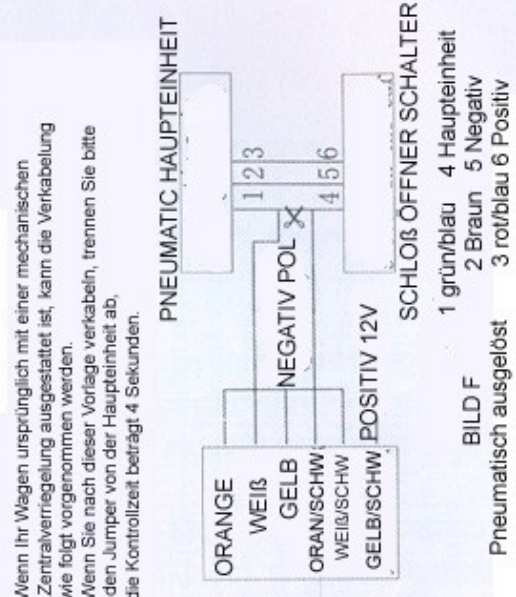 Wenn Ihr Wagen ursprünglich mit einer mechanischen
Zentralverriegelung ausgestattet ist, kann die Verkabelung
wie folgt vorgenommen werden.
Wenn Sie nach dieser Vorlage verkabeln, trennen Sie bitte
den Jumper von der Haupteinheit ab,
die Kontrollzeit beträgt 4 Sekunden.
PNEUMATIC HAUPTEINHEIT
1 2 3
ORANGE
WEIß
GELB
ORAN/SCHW
WEIß/SCHW
GELB/SCHW
NEGATIV POL
POSITIV 12V
4 5 6
SCHLOß ÖFFNER SCHALTER
1 grün/blau 4 Haupteinheit
2 Braun 5 Negativ
3 rot/blau 6 Positiv
BILD F
Pneumatisch ausgelöst